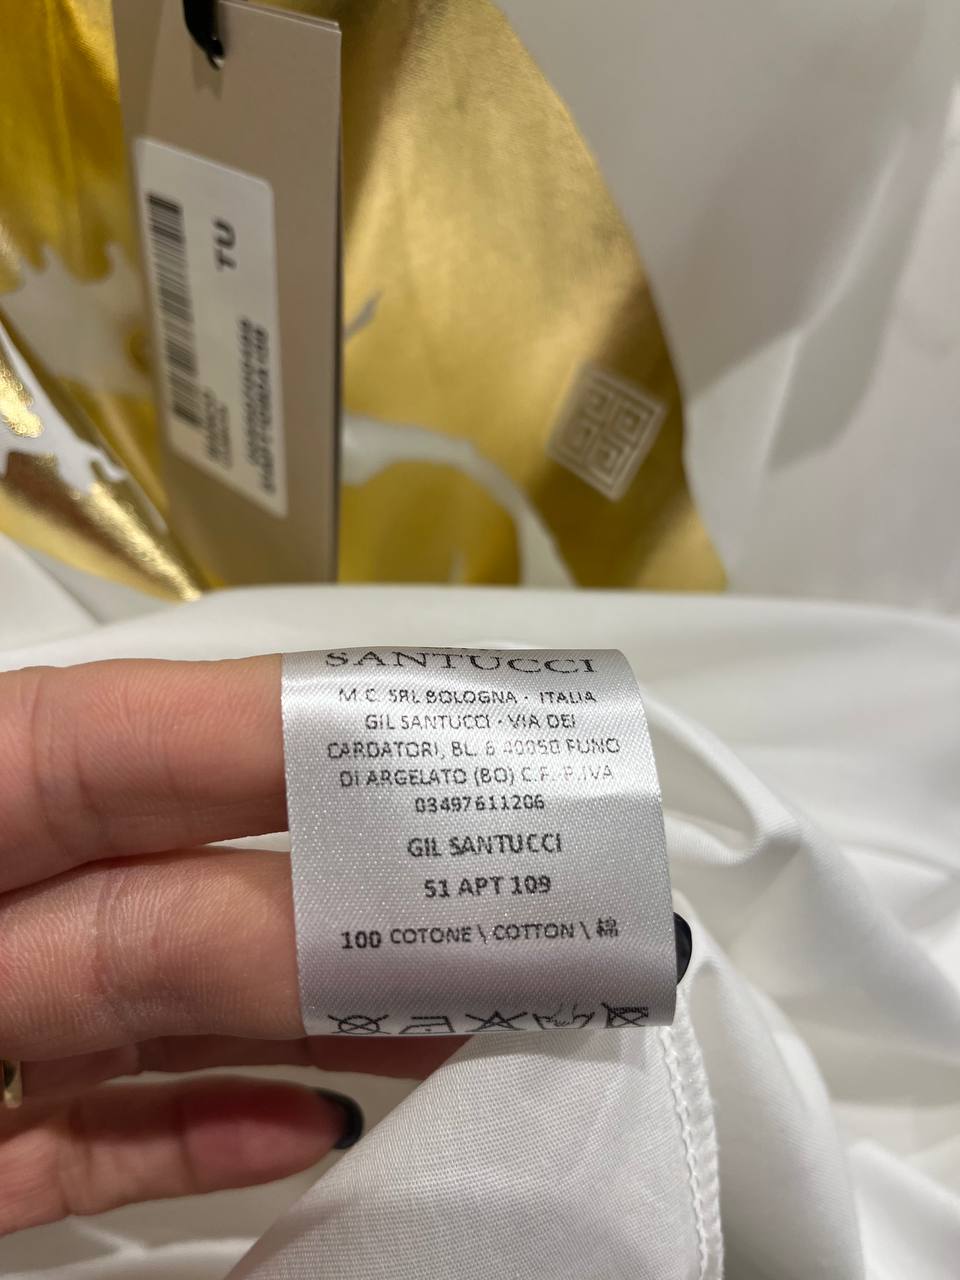 TU
SANTUCCI
M.C. SRL BOLOGNA - ITALIA
GIL SANTUCCI - VIA DEI
CARDATORI, BL. 6 40050 FUNO
DI ARGELATO (BO) C.F.-P.IVA
03497611206
GIL SANTUCCI
51 APT 109
100 COTONE \ COTTON \ 棉